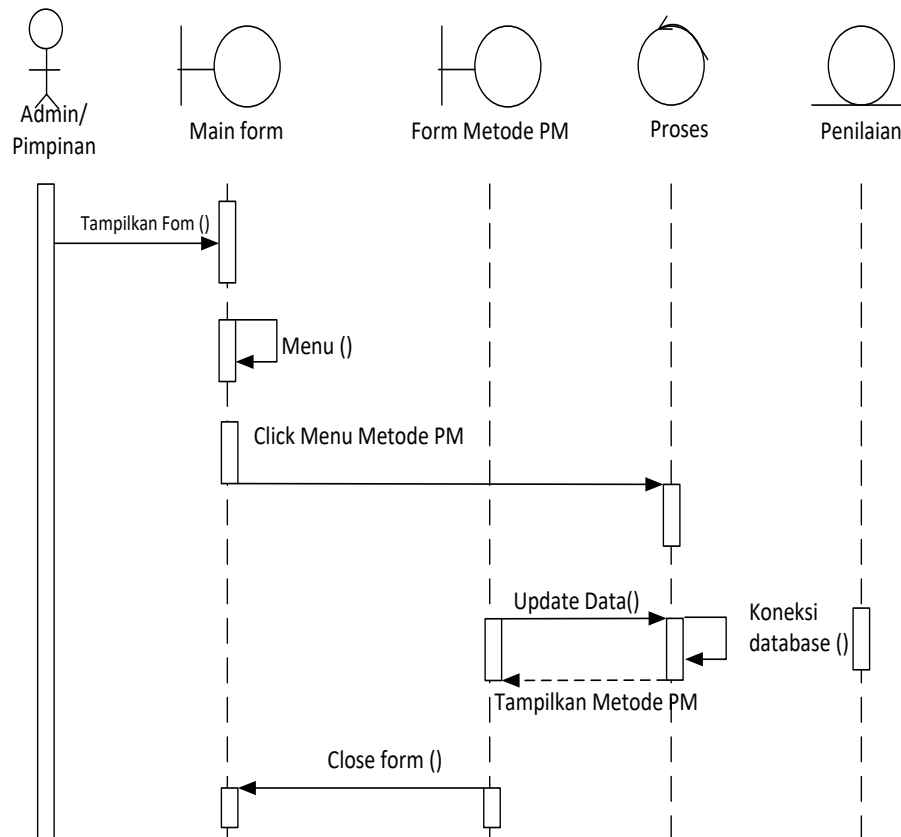 Admin/
Pimpinan
Main form
Form Metode PM
Proses
Penilaian
Tampilkan Fom ()
Menu ()
Click Menu Metode PM
Update Data()
Koneksi
database ()
Tampilkan Metode PM
Close form ()